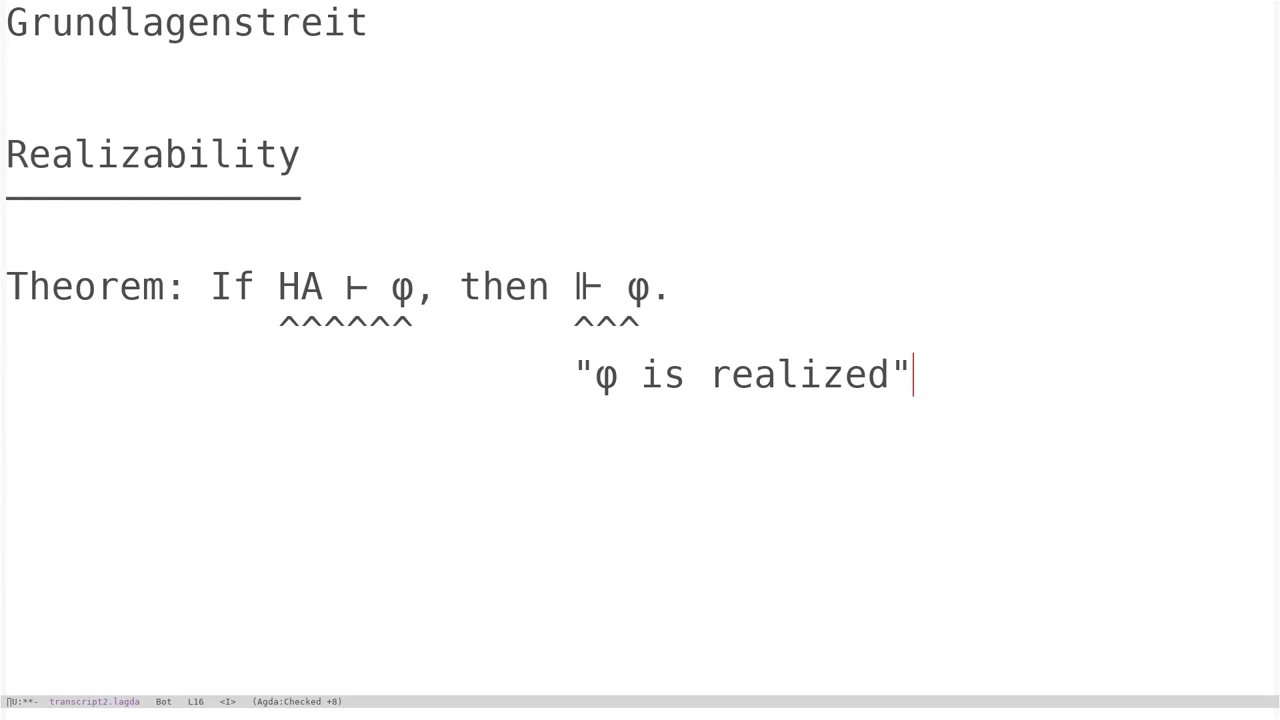 Grundlagenstreit
Realizability
Theorem: If HA ⊢ φ, then ⊩ φ.
^^^^^^ ^^^
"φ is realized"
U:**- transcript2.lagda Bot L16 <I> (Agda:Checked +8)